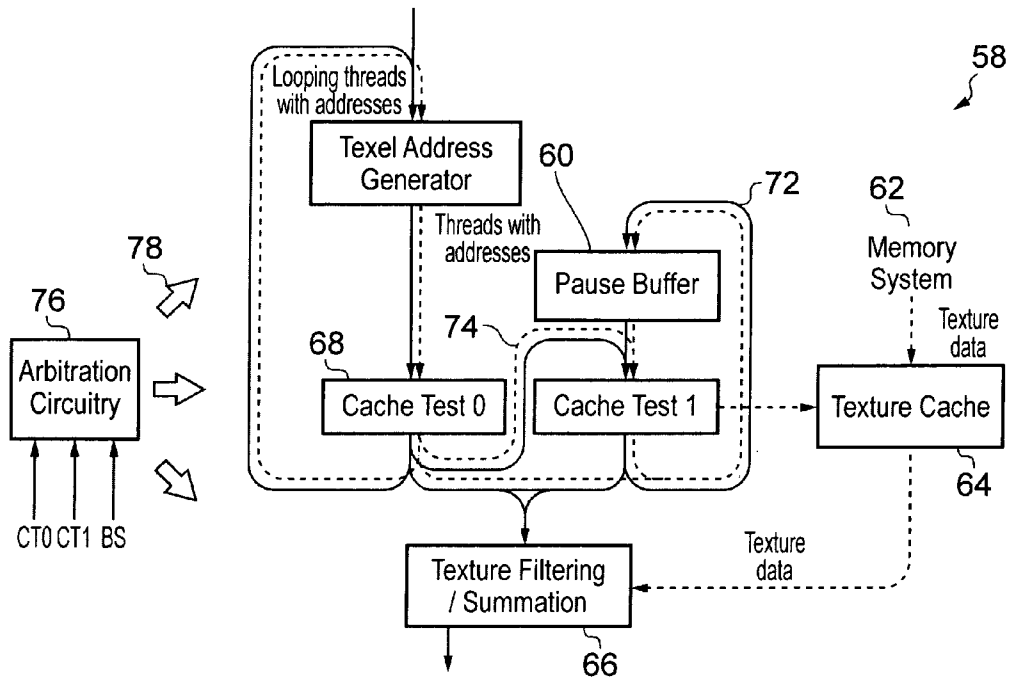 58
Looping threads
with addresses
Texel Address
Generator
60
72
62
Threads with
addresses
Memory
System
78
Pause Buffer
76
74
Texture
data
68
Arbitration
Circuitry
Cache Test 0
Cache Test 1
Texture Cache
64
CT0 CT1 BS
Texture Filtering
/ Summation
Texture
data
66